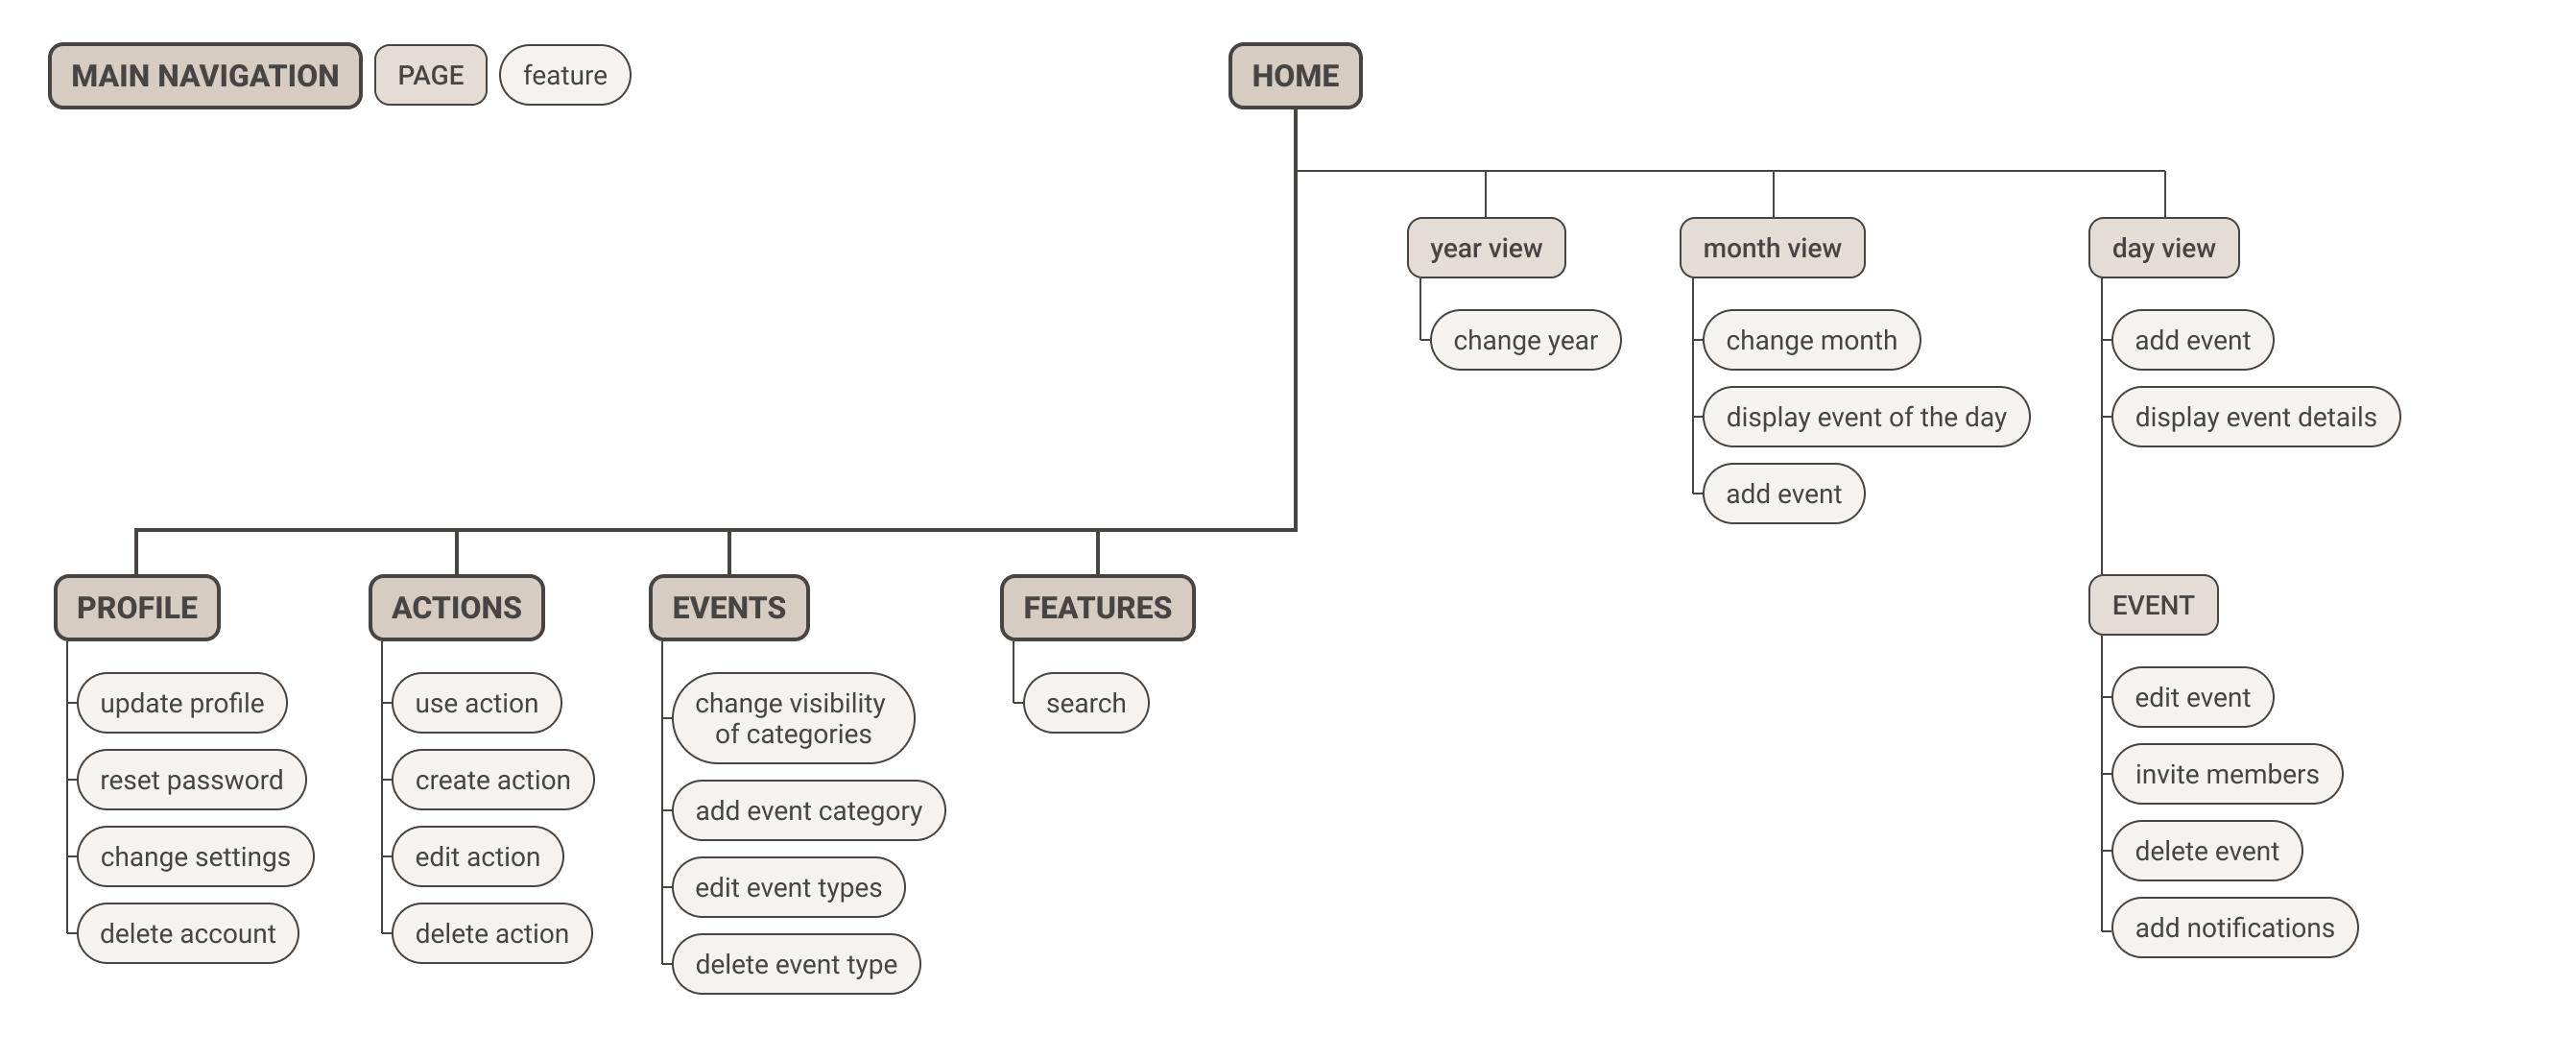 MAIN NAVIGATION
PAGE
feature
HOME
year view
change year
month view
change month
display event of the day
add event
day view
add event
display event details
EVENT
edit event
invite members
delete event
add notifications
PROFILE
update profile
reset password
change settings
delete account
ACTIONS
use action
create action
edit action
delete action
EVENTS
change visibility
of categories
add event category
edit event types
delete event type
FEATURES
search